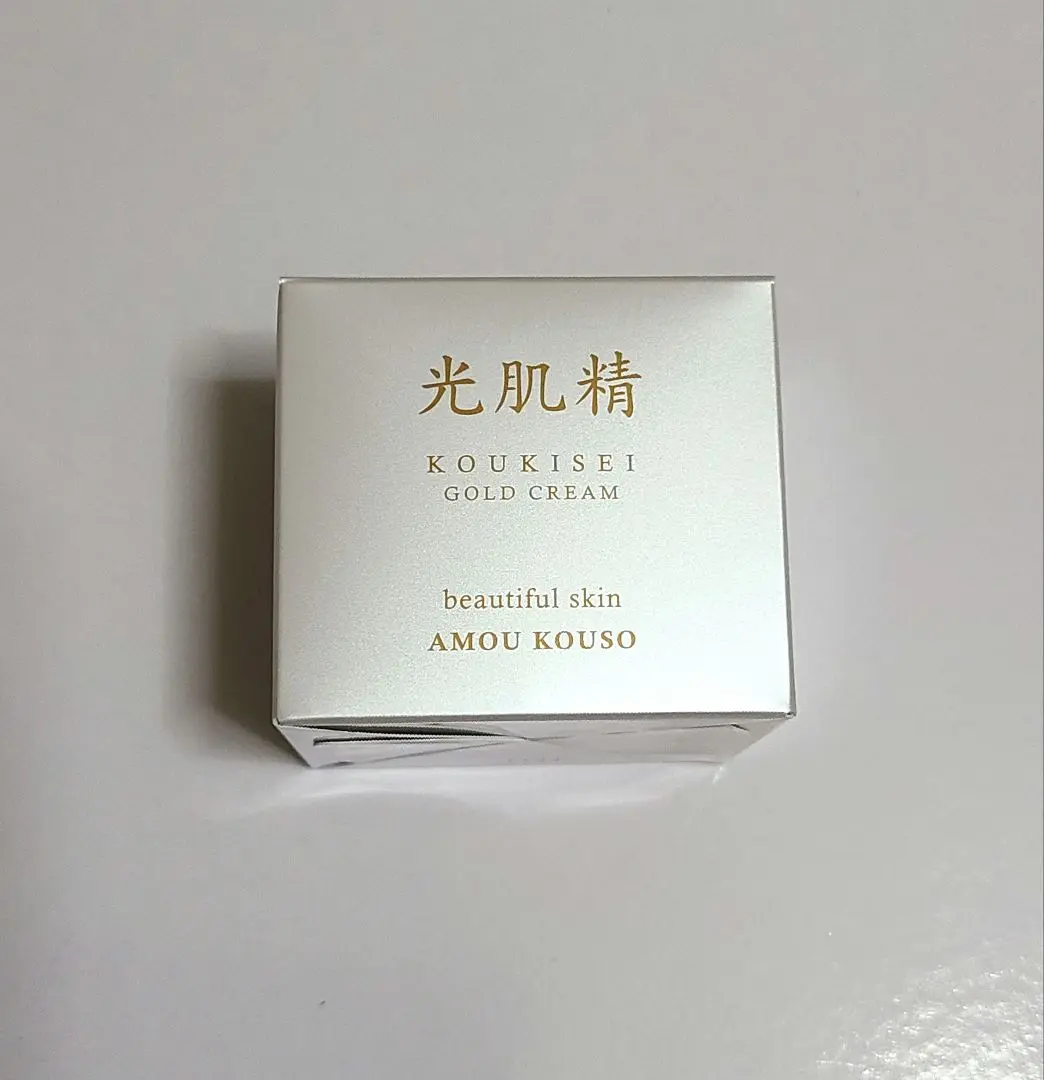 光肌精
KOUKISEI
GOLD CREAM
beautiful skin
AMOU KOUSO